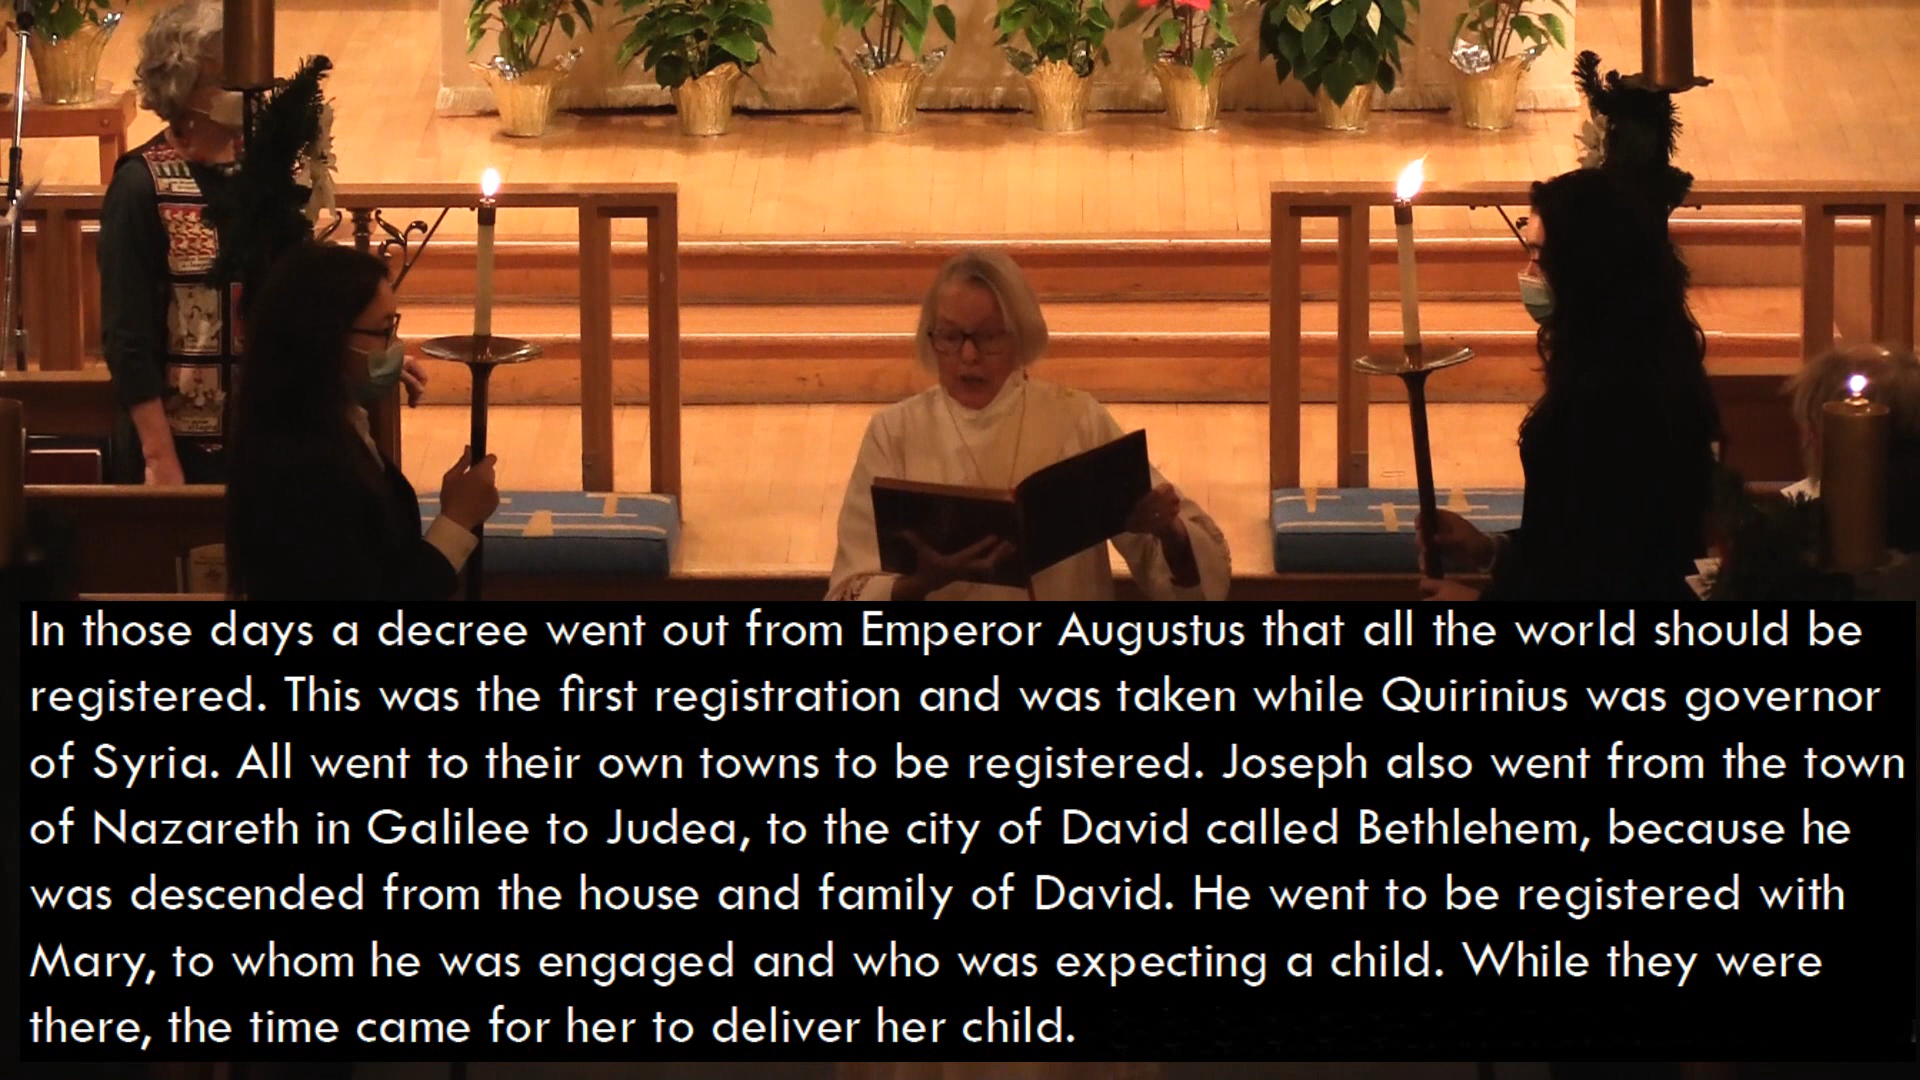 In those days a decree went out from Emperor Augustus that all the world should be
registered. This was the first registration and was taken while Quirinius was governor
of Syria. All went to their own towns to be registered. Joseph also went from the town
of Nazareth in Galilee to Judea, to the city of David called Bethlehem, because he
was descended from the house and family of David. He went to be registered with
Mary, to whom he was engaged and who was expecting a child. While they were
there, the time came for her to deliver her child.